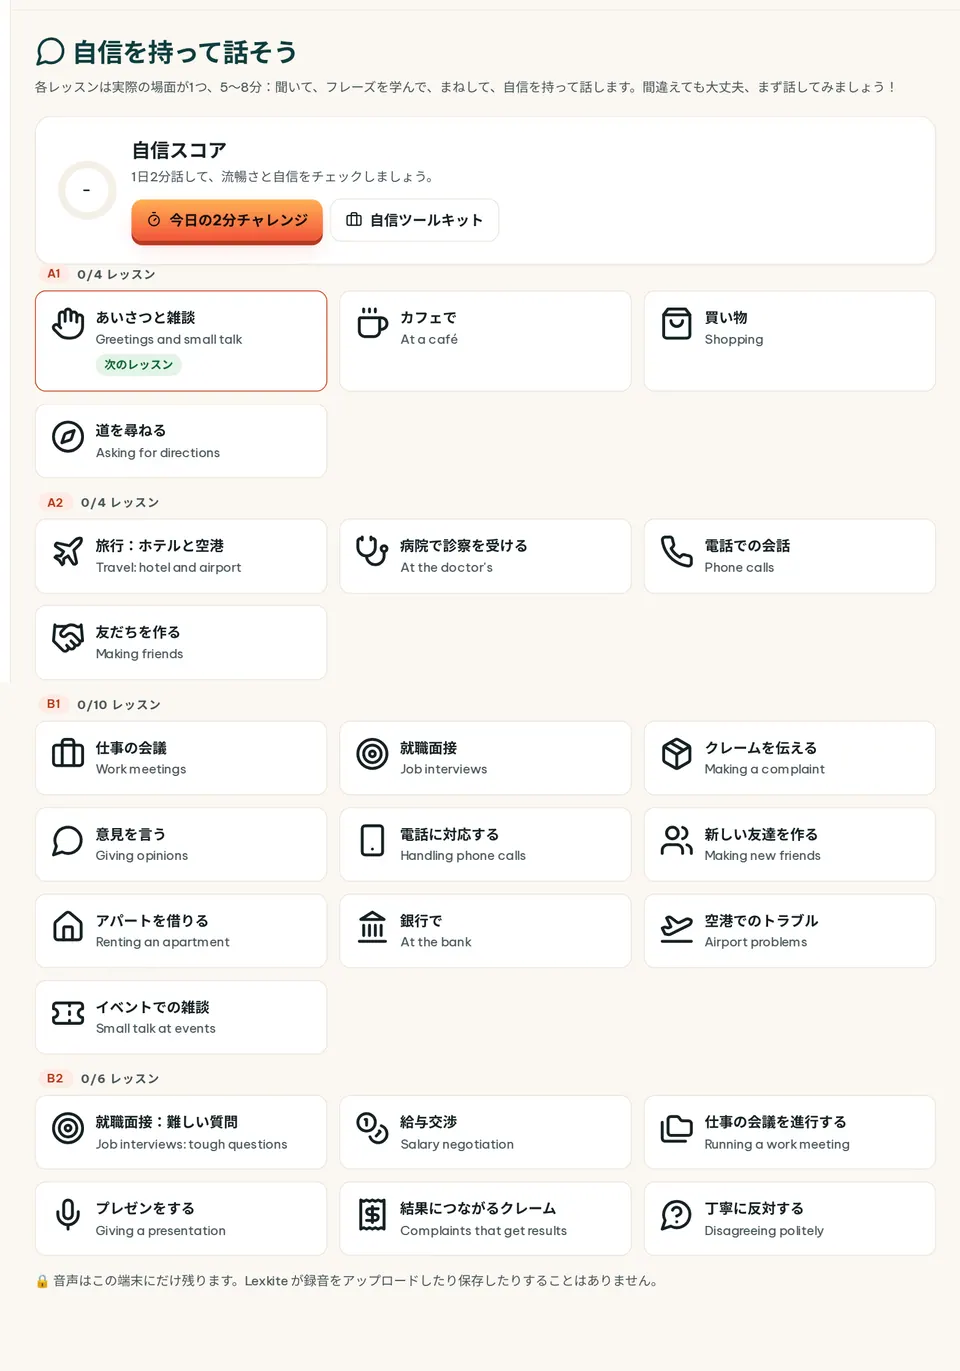 自信を持って話そう
各レッスンは実際の場面が1つ、5〜8分：聞いて、フレーズを学んで、まねして、自信を持って話します。間違えても大丈夫、まず話してみましょう！
自信スコア
1日2分話して、流暢さと自信をチェックしましょう。
–
今日の2分チャレンジ
自信ツールキット
A1 0/4 レッスン
あいさつと雑談
Greetings and small talk
次のレッスン
カフェで
At a café
買い物
Shopping
道を尋ねる
Asking for directions
A2 0/4 レッスン
旅行：ホテルと空港
Travel: hotel and airport
病院で診察を受ける
At the doctor's
電話での会話
Phone calls
友だちを作る
Making friends
B1 0/10 レッスン
仕事の会議
Work meetings
就職面接
Job interviews
クレームを伝える
Making a complaint
意見を言う
Giving opinions
電話に対応する
Handling phone calls
新しい友達を作る
Making new friends
アパートを借りる
Renting an apartment
銀行で
At the bank
空港でのトラブル
Airport problems
イベントでの雑談
Small talk at events
B2 0/6 レッスン
就職面接：難しい質問
Job interviews: tough questions
給与交渉
Salary negotiation
仕事の会議を進行する
Running a work meeting
プレゼンをする
Giving a presentation
結果につながるクレーム
Complaints that get results
丁寧に反対する
Disagreeing politely
🔒 音声はこの端末にだけ残ります。Lexkite が録音をアップロードしたり保存したりすることはありません。